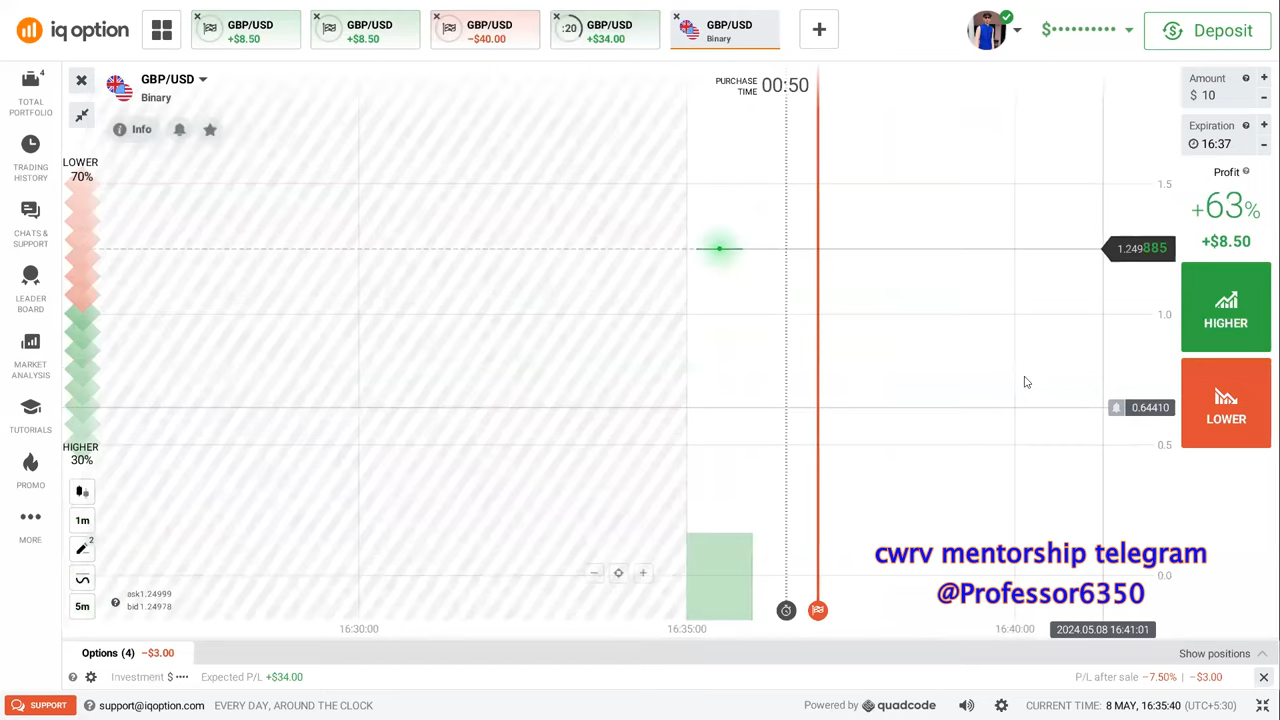 iq option
GBP/USD
+$8.50
GBP/USD
+$8.50
GBP/USD
−$40.00
:20
GBP/USD
+$34.00
GBP/USD
Binary
$••••••••••
Deposit
TOTAL
PORTFOLIO
4
TRADING
HISTORY
CHATS &
SUPPORT
LEADER
BOARD
MARKET
ANALYSIS
TUTORIALS
PROMO
MORE
GBP/USD
Binary
Info
LOWER
70%
HIGHER
30%
1m
2
5m
ask1.24999
bid1.24978
PURCHASE
TIME
00:50
1.5
1.249885
1.0
0.64410
0.5
0.0
16:30:00
16:35:00
16:40:00
2024.05.08 16:41:01
Amount
$ 10
Expiration
16:37
Profit
+63%
+$8.50
HIGHER
LOWER
cwrv mentorship telegram
@Professor6350
Options (4) −$3.00
Show positions
Investment $ •••• Expected P/L +$34.00
P/L after sale −7.50% | −$3.00
SUPPORT
support@iqoption.com
EVERY DAY, AROUND THE CLOCK
Powered by quadcode
CURRENT TIME: 8 MAY, 16:35:40 (UTC+5:30)